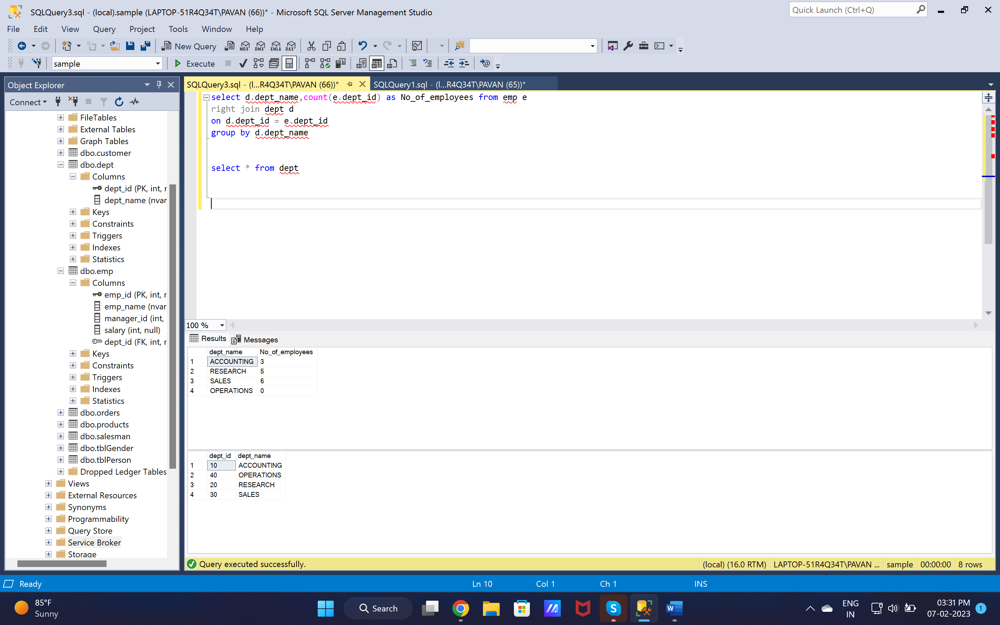 SQLQuery3.sql - (local).sample (LAPTOP-51R4Q34T\PAVAN (66))* - Microsoft SQL Server Management Studio
Quick Launch (Ctrl+Q)
File Edit View Query Project Tools Window Help
New Query MDX DMX XMLA DAX
sample Execute
Object Explorer
Connect
FileTables
External Tables
Graph Tables
dbo.customer
dbo.dept
Columns
dept_id (PK, int, r
dept_name (nvar
Keys
Constraints
Triggers
Indexes
Statistics
dbo.emp
Columns
emp_id (PK, int, r
emp_name (nvar
manager_id (int,
salary (int, null)
dept_id (FK, int, r
Keys
Constraints
Triggers
Indexes
Statistics
dbo.orders
dbo.products
dbo.salesman
dbo.tblGender
dbo.tblPerson
Dropped Ledger Tables
Views
External Resources
Synonyms
Programmability
Query Store
Service Broker
Storage
SQLQuery3.sql - (l...R4Q34T\PAVAN (66))* SQLQuery1.sql - (l...R4Q34T\PAVAN (65))*
select d.dept_name,count(e.dept_id) as No_of_employees from emp e
right join dept d
on d.dept_id = e.dept_id
group by d.dept_name
select * from dept
100 %
Results Messages
dept_name No_of_employees
1 ACCOUNTING 3
2 RESEARCH 5
3 SALES 6
4 OPERATIONS 0
dept_id dept_name
1 10 ACCOUNTING
2 40 OPERATIONS
3 20 RESEARCH
4 30 SALES
Query executed successfully. (local) (16.0 RTM) LAPTOP-51R4Q34T\PAVAN ... sample 00:00:00 8 rows
Ready Ln 10 Col 1 Ch 1 INS
85°F
Sunny
Search
S
W
ENG
IN
03:31 PM
07-02-2023
1